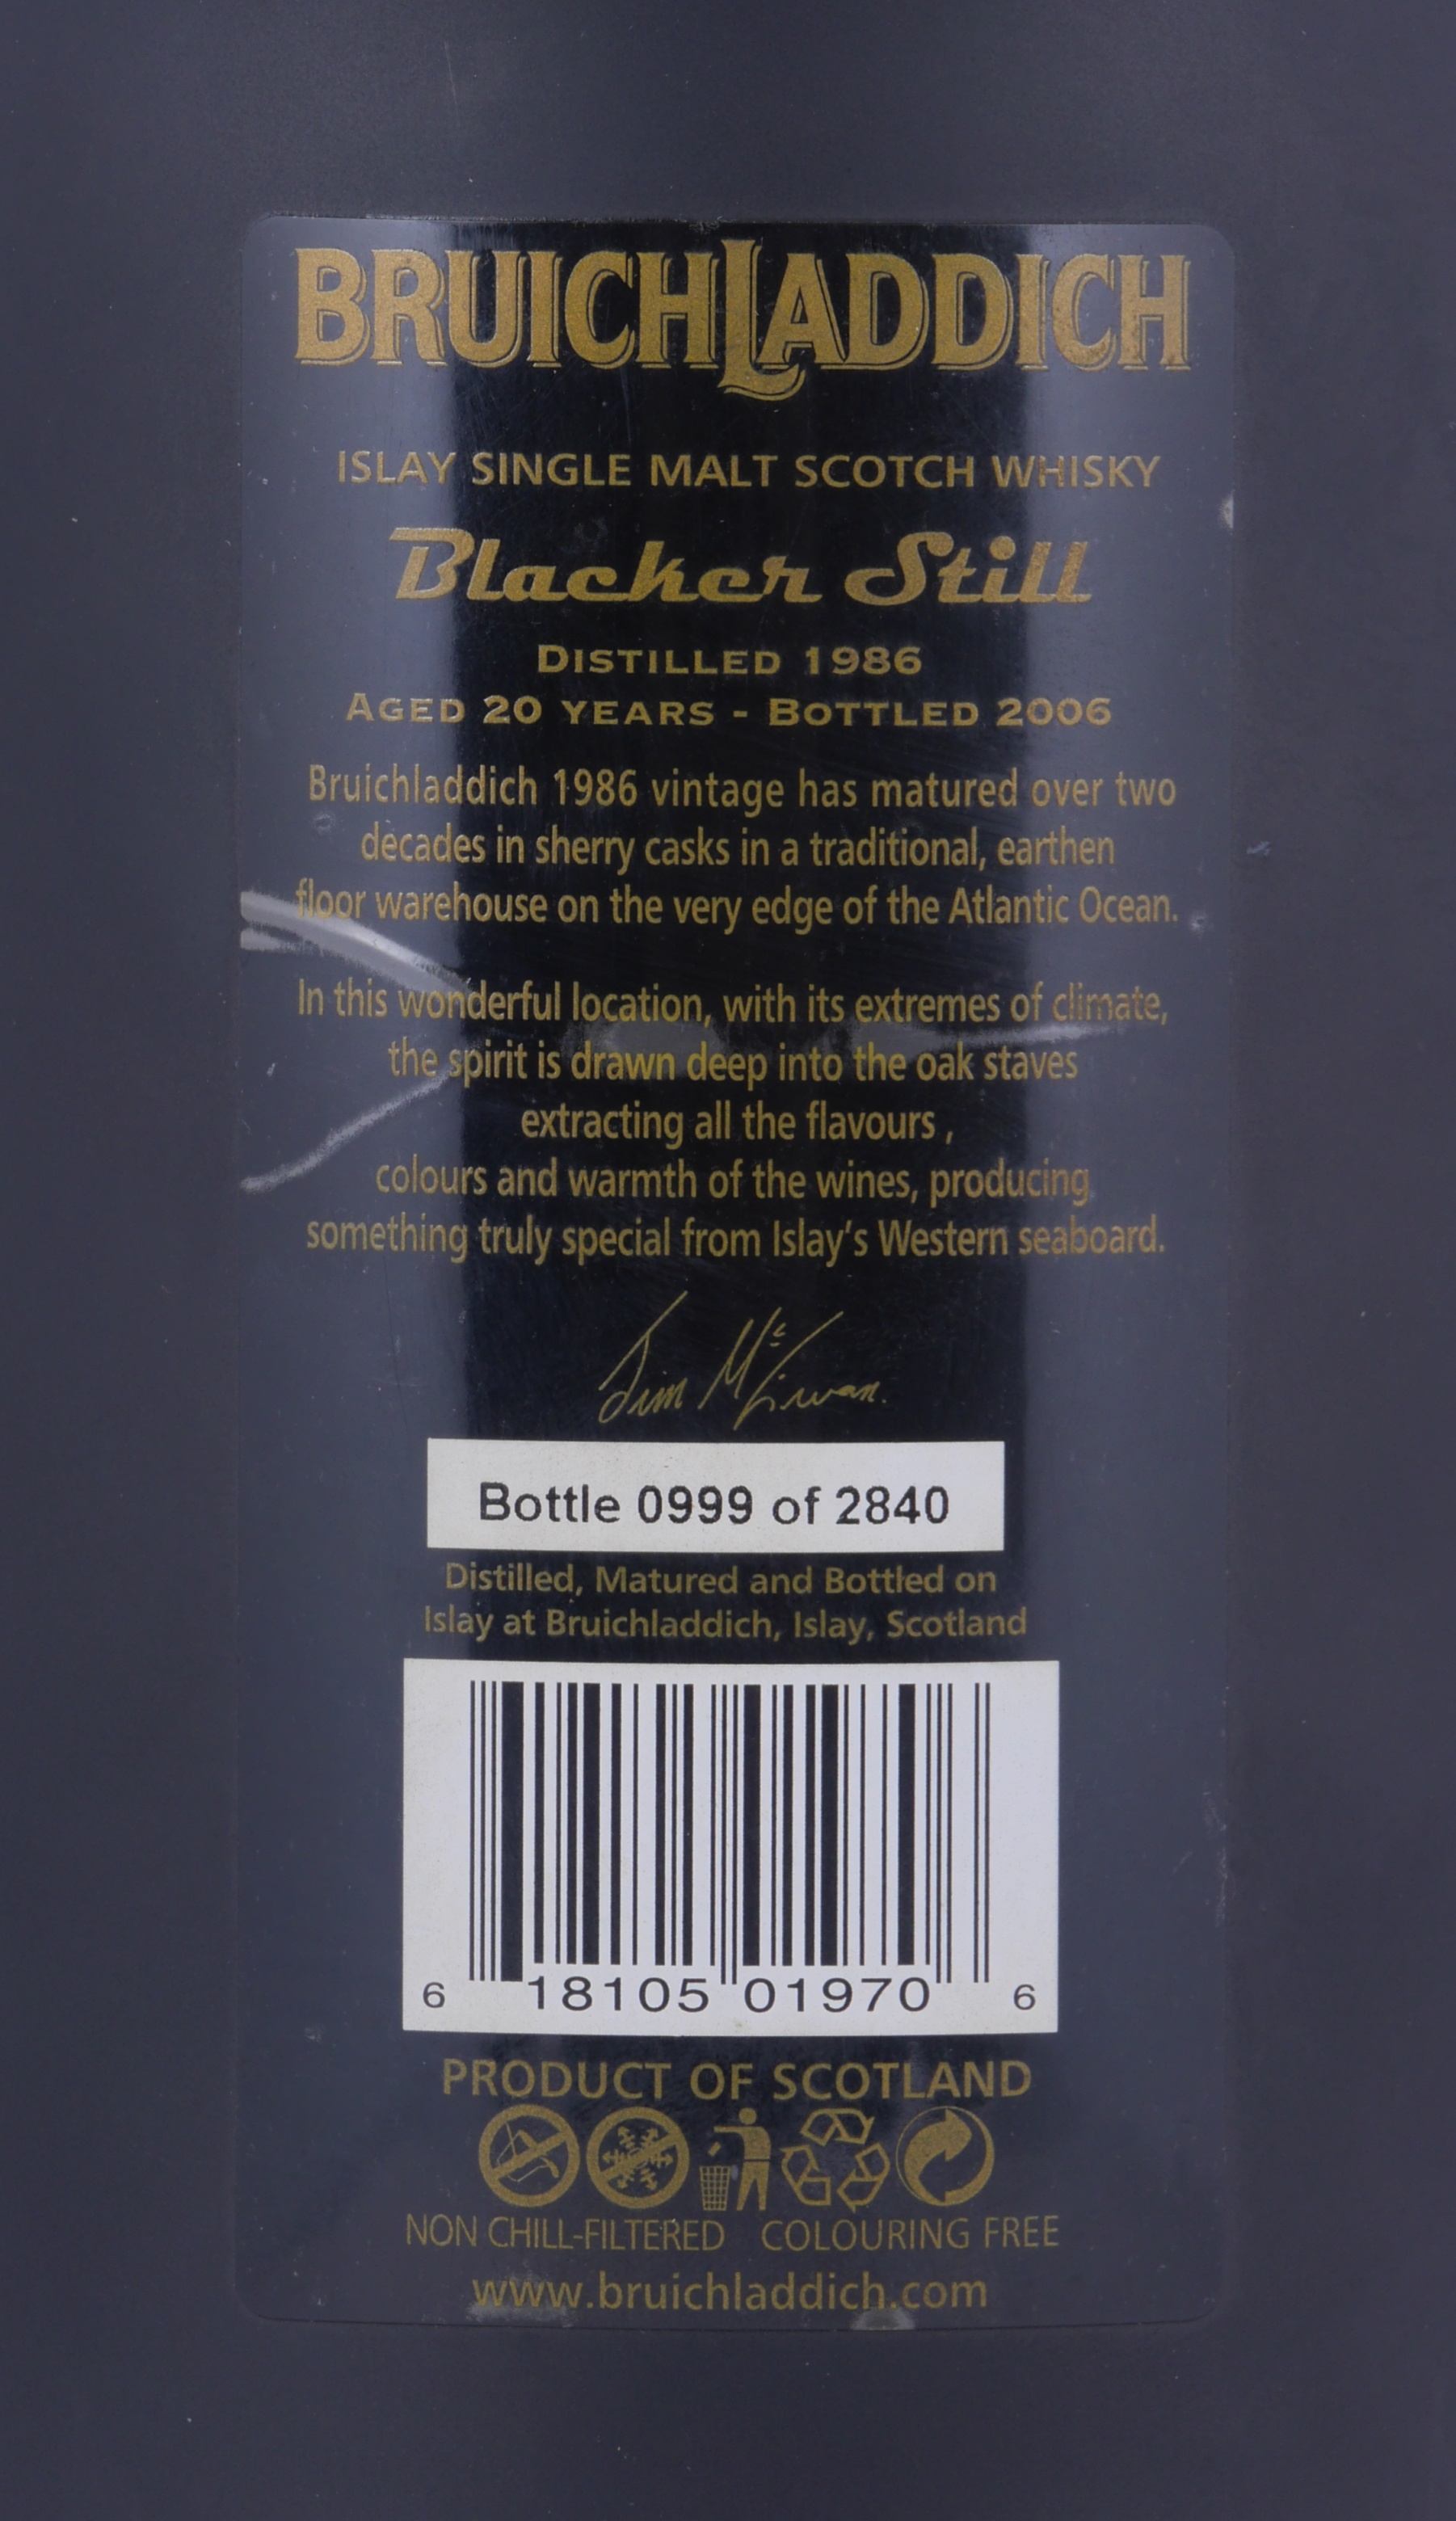 BRUICHLADDICH
ISLAY SINGLE MALT SCOTCH WHISKY
Blacker Still
DISTILLED 1986
AGED 20 YEARS - BOTTLED 2006
Bruichladdich 1986 vintage has matured over two
decades in sherry casks in a traditional, earthen
floor warehouse on the very edge of the Atlantic Ocean.
In this wonderful location, with its extremes of climate,
the spirit is drawn deep into the oak staves
extracting all the flavours ,
colours and warmth of the wines, producing
something truly special from Islay's Western seaboard.
Jim McEwan.
Bottle 0999 of 2840
Distilled, Matured and Bottled on
Islay at Bruichladdich, Islay, Scotland
6 18105 01970 6
PRODUCT OF SCOTLAND
NON CHILL-FILTERED COLOURING FREE
www.bruichladdich.com